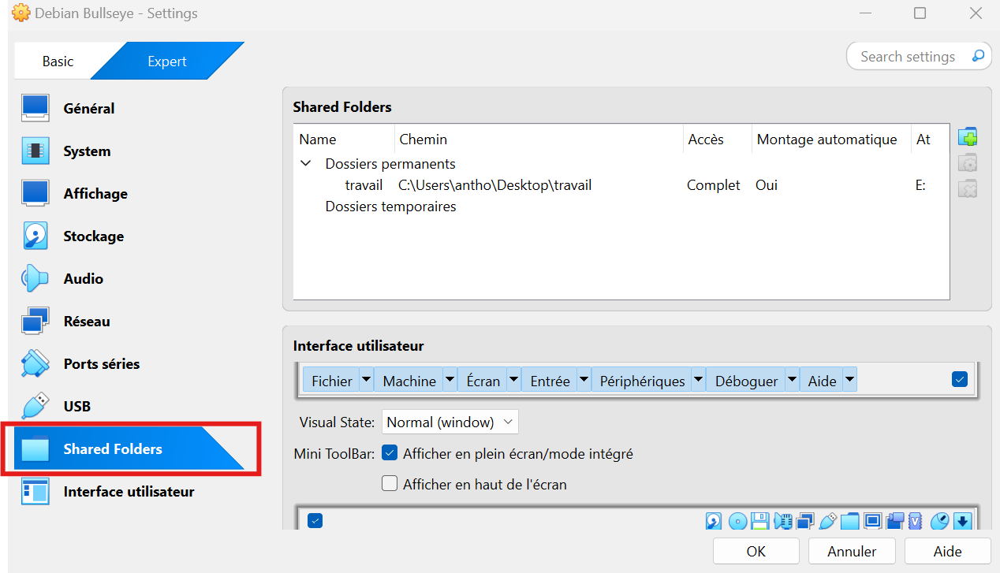 Debian Bullseye - Settings
Basic Expert Search settings
Général
System
Affichage
Stockage
Audio
Réseau
Ports séries
USB
Shared Folders
Interface utilisateur
Shared Folders
Name Chemin Accès Montage automatique At
Dossiers permanents
travail C:\Users\antho\Desktop\travail Complet Oui E:
Dossiers temporaires
Interface utilisateur
Fichier Machine Écran Entrée Périphériques Déboguer Aide
Visual State: Normal (window)
Mini ToolBar: Afficher en plein écran/mode intégré
Afficher en haut de l'écran
V
OK Annuler Aide